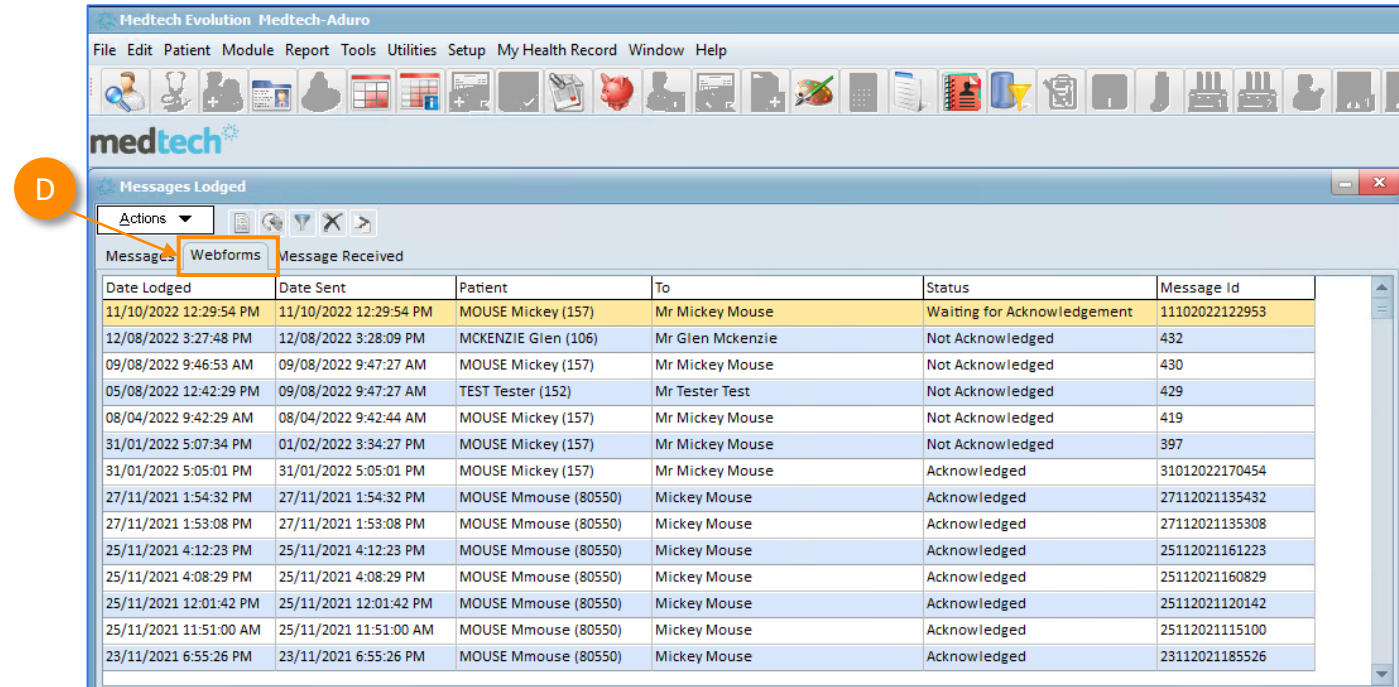 Medtech Evolution Medtech-Aduro
File Edit Patient Module Report Tools Utilities Setup My Health Record Window Help
medtech
D
Messages Lodged
Actions
Messages Webforms Message Received
Date Lodged Date Sent Patient To Status Message Id
11/10/2022 12:29:54 PM 11/10/2022 12:29:54 PM MOUSE Mickey (157) Mr Mickey Mouse Waiting for Acknowledgement 11102022122953
12/08/2022 3:27:48 PM 12/08/2022 3:28:09 PM MCKENZIE Glen (106) Mr Glen Mckenzie Not Acknowledged 432
09/08/2022 9:46:53 AM 09/08/2022 9:47:27 AM MOUSE Mickey (157) Mr Mickey Mouse Not Acknowledged 430
05/08/2022 12:42:29 PM 09/08/2022 9:47:27 AM TEST Tester (152) Mr Tester Test Not Acknowledged 429
08/04/2022 9:42:29 AM 08/04/2022 9:42:44 AM MOUSE Mickey (157) Mr Mickey Mouse Not Acknowledged 419
31/01/2022 5:07:34 PM 01/02/2022 3:34:27 PM MOUSE Mickey (157) Mr Mickey Mouse Not Acknowledged 397
31/01/2022 5:05:01 PM 31/01/2022 5:05:01 PM MOUSE Mickey (157) Mr Mickey Mouse Acknowledged 31012022170454
27/11/2021 1:54:32 PM 27/11/2021 1:54:32 PM MOUSE Mmouse (80550) Mickey Mouse Acknowledged 27112021135432
27/11/2021 1:53:08 PM 27/11/2021 1:53:08 PM MOUSE Mmouse (80550) Mickey Mouse Acknowledged 27112021135308
25/11/2021 4:12:23 PM 25/11/2021 4:12:23 PM MOUSE Mmouse (80550) Mickey Mouse Acknowledged 25112021161223
25/11/2021 4:08:29 PM 25/11/2021 4:08:29 PM MOUSE Mmouse (80550) Mickey Mouse Acknowledged 25112021160829
25/11/2021 12:01:42 PM 25/11/2021 12:01:42 PM MOUSE Mmouse (80550) Mickey Mouse Acknowledged 25112021120142
25/11/2021 11:51:00 AM 25/11/2021 11:51:00 AM MOUSE Mmouse (80550) Mickey Mouse Acknowledged 25112021115100
23/11/2021 6:55:26 PM 23/11/2021 6:55:26 PM MOUSE Mmouse (80550) Mickey Mouse Acknowledged 23112021185526